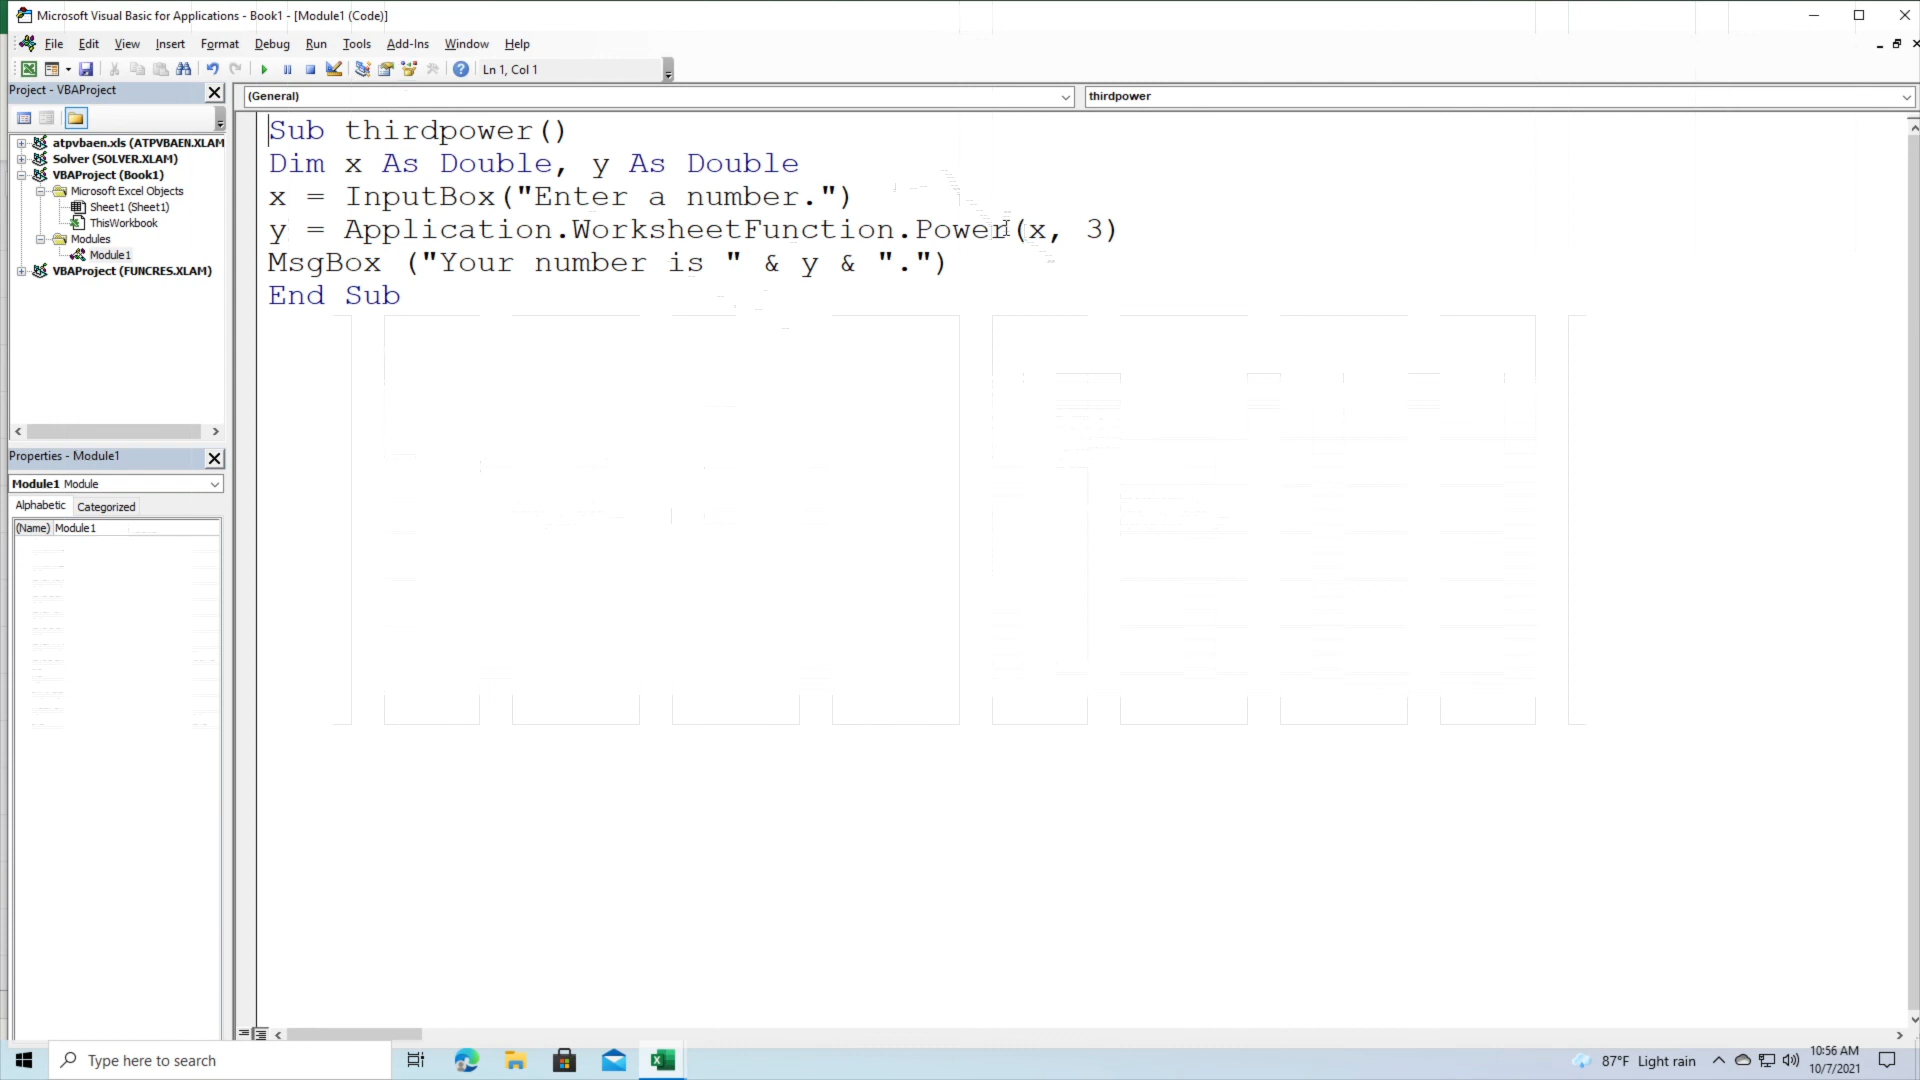 Microsoft Visual Basic for Applications - Book1 - [Module1 (Code)]
File Edit View Insert Format Debug Run Tools Add-Ins Window Help
Ln 1, Col 1
Project - VBAProject
(General)
thirdpower
atpvbaen.xls (ATPVBAEN.XLAM
Solver (SOLVER.XLAM)
VBAProject (Book1)
Microsoft Excel Objects
Sheet1 (Sheet1)
ThisWorkbook
Modules
Module1
VBAProject (FUNCRES.XLAM)
Sub thirdpower()
Dim x As Double, y As Double
x = InputBox("Enter a number.")
y = Application.WorksheetFunction.Power(x, 3)
MsgBox ("Your number is " & y & ".")
End Sub
Properties - Module1
Module1 Module
Alphabetic Categorized
(Name) Module1
Type here to search
87°F Light rain
10:56 AM
10/7/2021